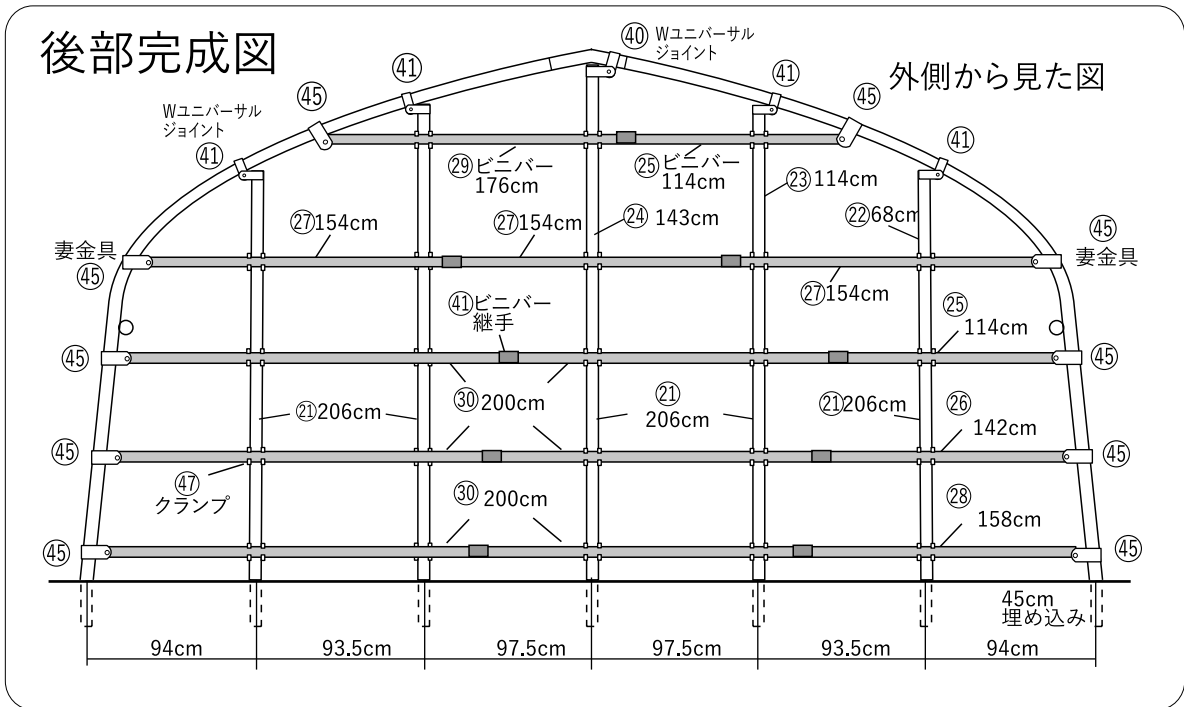 後部完成図
㊵ Wユニバーサル
ジョイント
外側から見た図
㊶
㊶
㊺
㊺
Wユニバーサル
ジョイント
㊶
㊶
㉙ビニバー
176cm
㉕ビニバー
114cm
㉓114cm
㉗154cm
㉗154cm
㉔ 143cm
㉒68cm
妻金具
㊺
㊺
妻金具
㉗154cm
㊶ビニバー
継手
㉕
114cm
㊺
㊺
㉚200cm
㉑206cm
㉑
206cm
㉑206cm
㉖
142cm
㊺
㊺
㊼
クランプ
㉚ 200cm
㉘
158cm
㊺
㊺
45cm
埋め込み
94cm
93.5cm
97.5cm
97.5cm
93.5cm
94cm